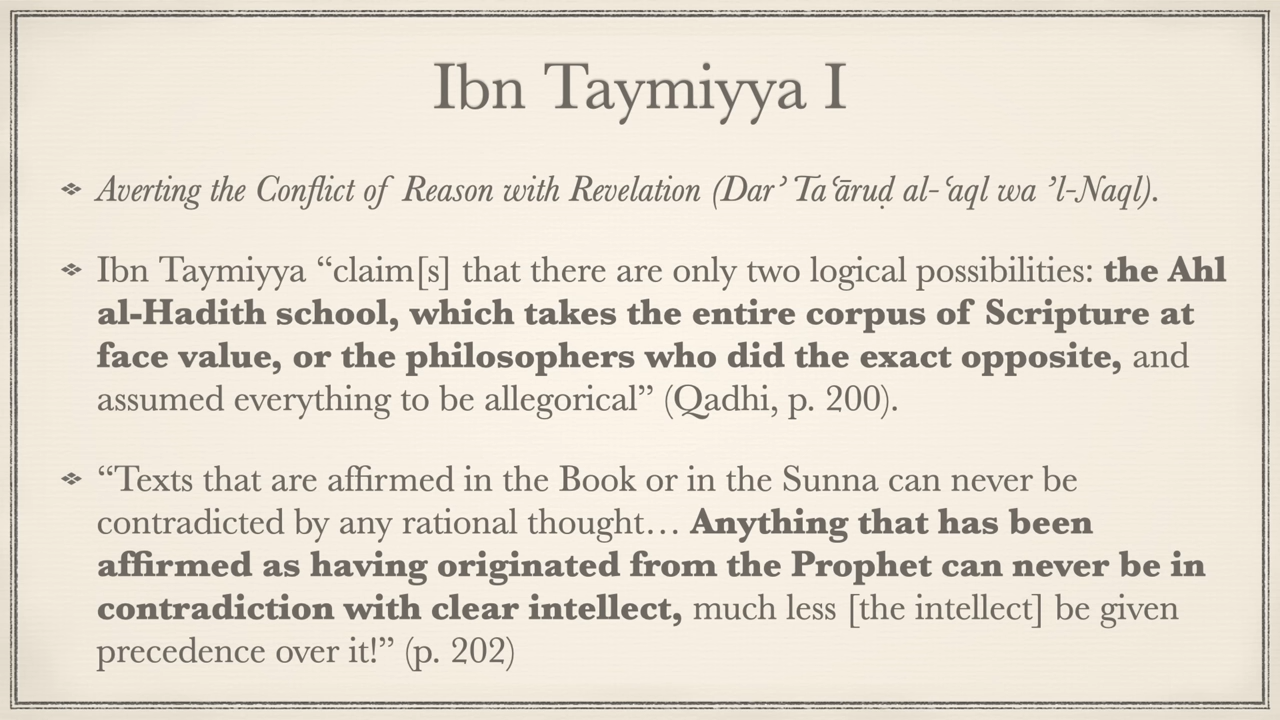 Ibn Taymiyya I
Averting the Conflict of Reason with Revelation (Dar’ Ta‘āruḍ al-‘aql wa ’l-Naql).
Ibn Taymiyya “claim[s] that there are only two logical possibilities: the Ahl
al-Hadith school, which takes the entire corpus of Scripture at
face value, or the philosophers who did the exact opposite, and
assumed everything to be allegorical” (Qadhi, p. 200).
“Texts that are affirmed in the Book or in the Sunna can never be
contradicted by any rational thought… Anything that has been
affirmed as having originated from the Prophet can never be in
contradiction with clear intellect, much less [the intellect] be given
precedence over it!” (p. 202)